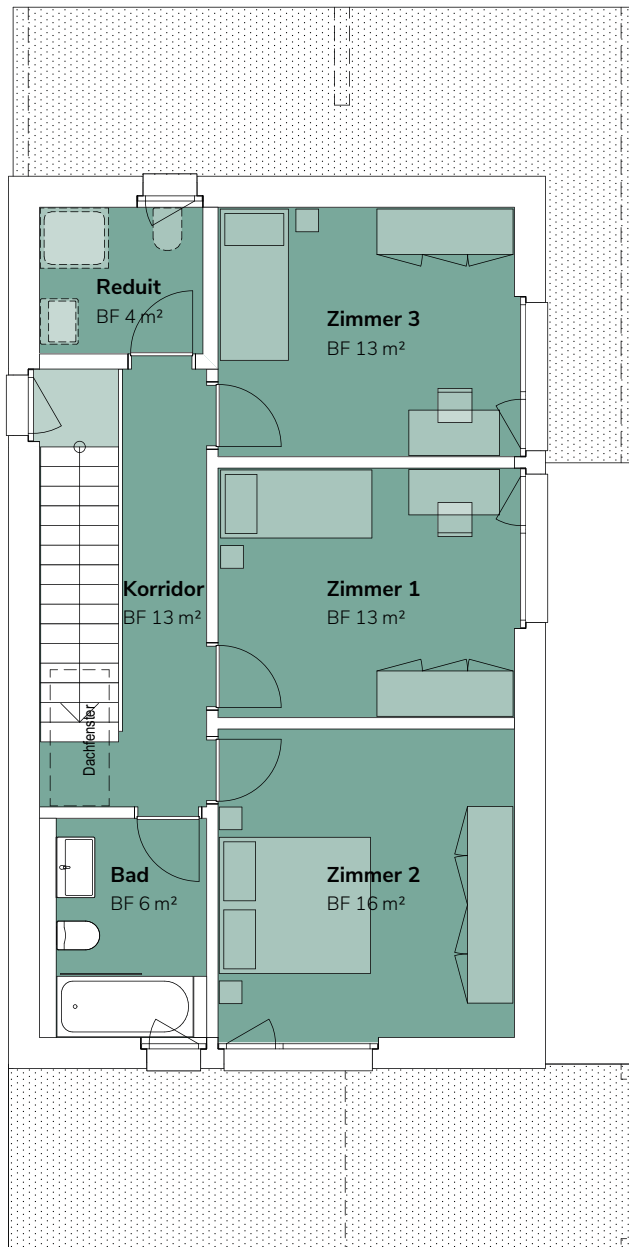 Reduit
BF 4 m²
Zimmer 3
BF 13 m²
Korridor
BF 13 m²
Zimmer 1
BF 13 m²
Dachfenster
Bad
BF 6 m²
Zimmer 2
BF 16 m²